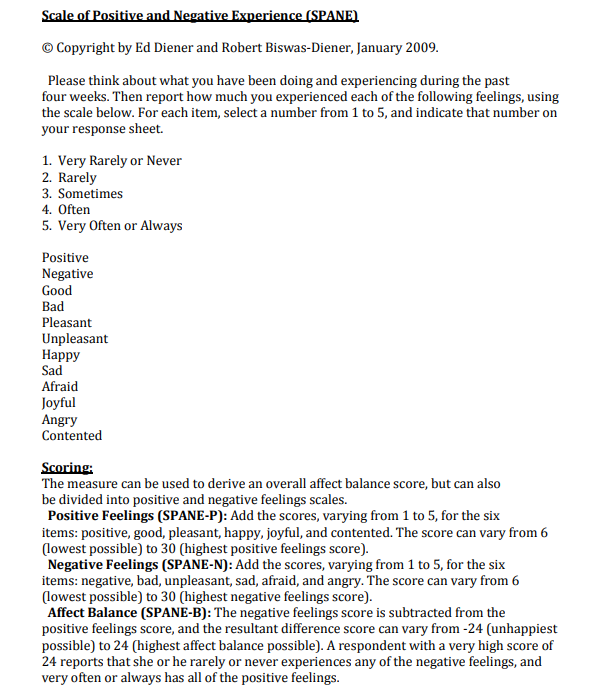 Scale of Positive and Negative Experience (SPANE)
© Copyright by Ed Diener and Robert Biswas-Diener, January 2009.
Please think about what you have been doing and experiencing during the past
four weeks. Then report how much you experienced each of the following feelings, using
the scale below. For each item, select a number from 1 to 5, and indicate that number on
your response sheet.
1. Very Rarely or Never
2. Rarely
3. Sometimes
4. Often
5. Very Often or Always
Positive
Negative
Good
Bad
Pleasant
Unpleasant
Happy
Sad
Afraid
Joyful
Angry
Contented
Scoring:
The measure can be used to derive an overall affect balance score, but can also
be divided into positive and negative feelings scales.
Positive Feelings (SPANE-P): Add the scores, varying from 1 to 5, for the six
items: positive, good, pleasant, happy, joyful, and contented. The score can vary from 6
(lowest possible) to 30 (highest positive feelings score).
Negative Feelings (SPANE-N): Add the scores, varying from 1 to 5, for the six
items: negative, bad, unpleasant, sad, afraid, and angry. The score can vary from 6
(lowest possible) to 30 (highest negative feelings score).
Affect Balance (SPANE-B): The negative feelings score is subtracted from the
positive feelings score, and the resultant difference score can vary from -24 (unhappiest
possible) to 24 (highest affect balance possible). A respondent with a very high score of
24 reports that she or he rarely or never experiences any of the negative feelings, and
very often or always has all of the positive feelings.